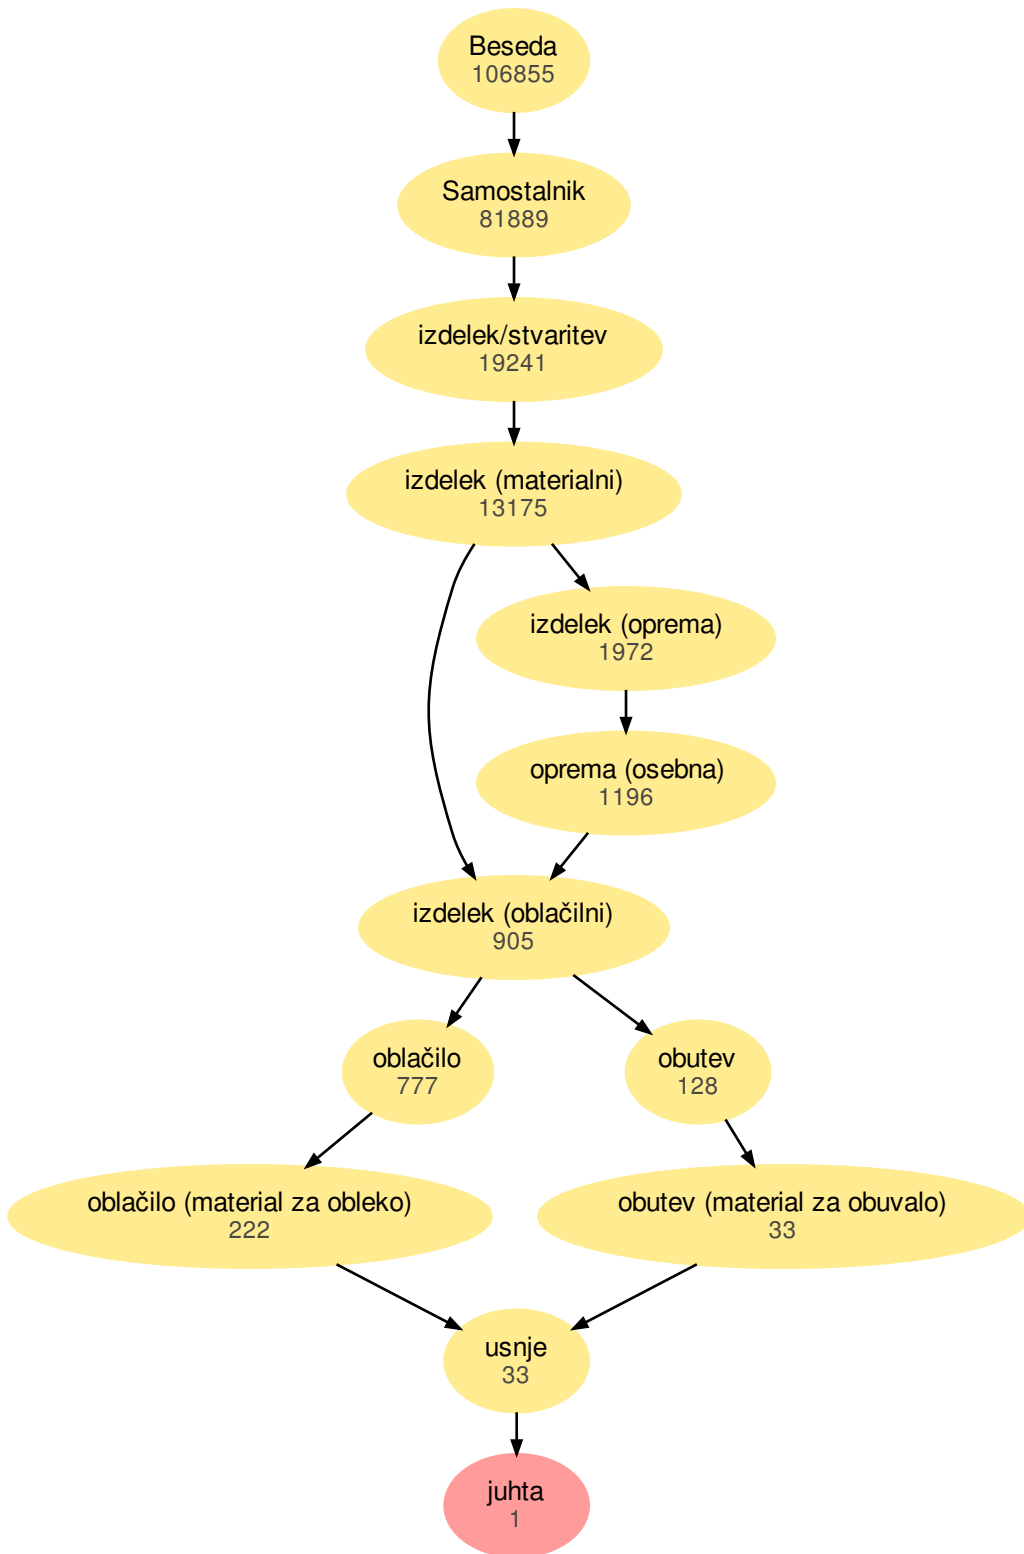 Beseda
106855
Samostalnik
81889
izdelek/stvaritev
19241
izdelek (materialni)
13175
izdelek (oprema)
1972
oprema (osebna)
1196
izdelek (oblačilni)
905
oblačilo
777
obutev
128
oblačilo (material za obleko)
222
obutev (material za obuvalo)
33
usnje
33
juhta
1